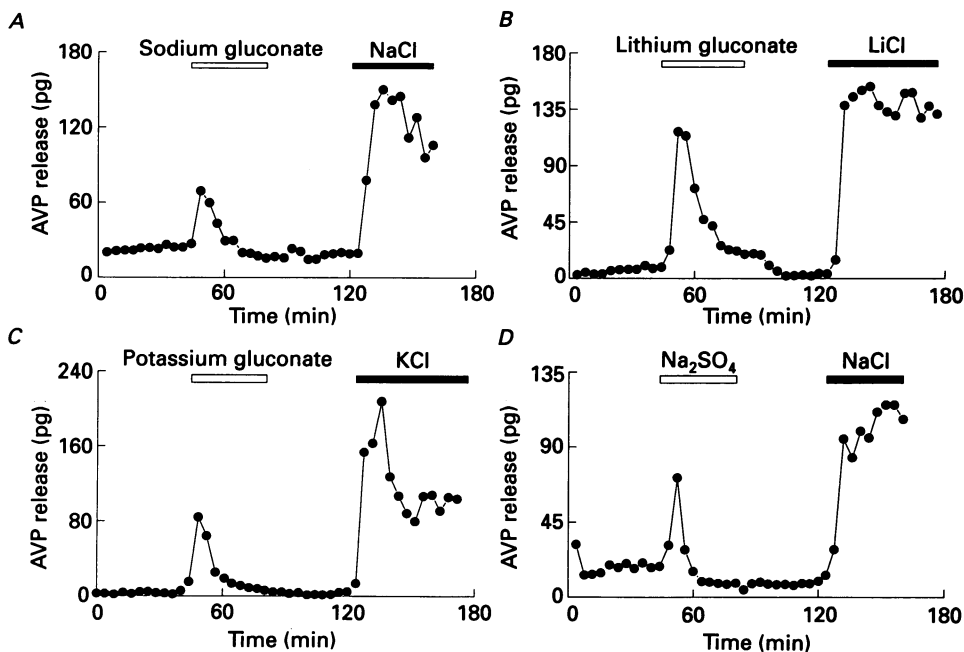 A
Sodium gluconate
NaCl
AVP release (pg)
180
120
60
0
0
60
120
180
Time (min)
B
Lithium gluconate
LiCl
AVP release (pg)
180
135
90
45
0
0
60
120
180
Time (min)
C
Potassium gluconate
KCl
AVP release (pg)
240
160
80
0
0
60
120
180
Time (min)
D
Na₂SO₄
NaCl
AVP release (pg)
135
90
45
0
0
60
120
180
Time (min)